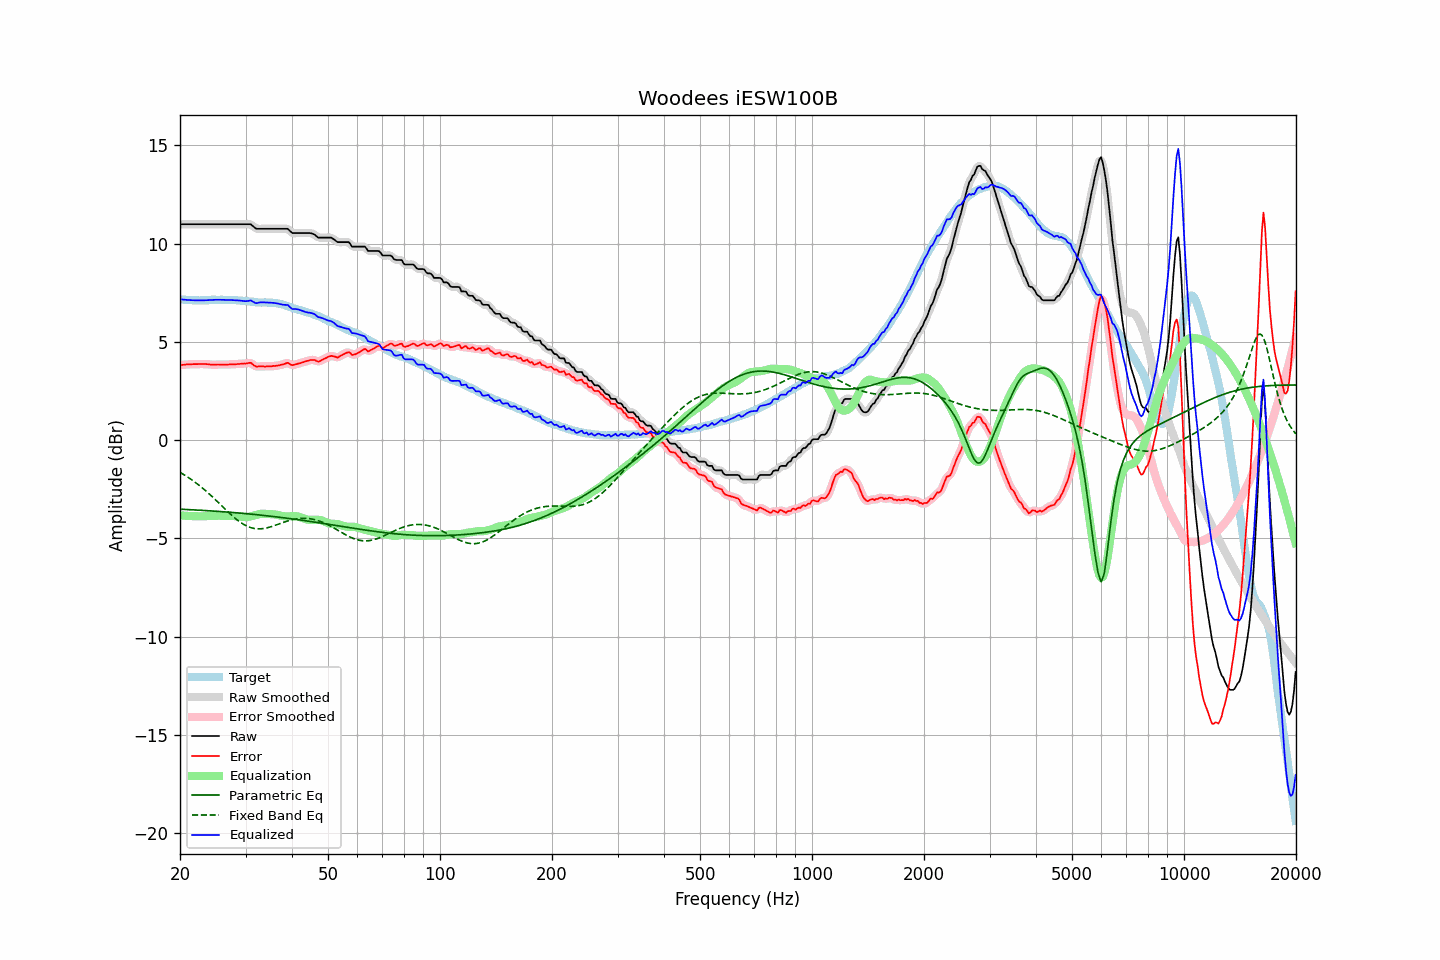 Woodees iESW100B
15
10
5
0
−5
−10
−15
−20
Amplitude (dBr)
Target
Raw Smoothed
Error Smoothed
Raw
Error
Equalization
Parametric Eq
Fixed Band Eq
Equalized
20 50 100 200 500 1000 2000 5000 10000 20000
Frequency (Hz)